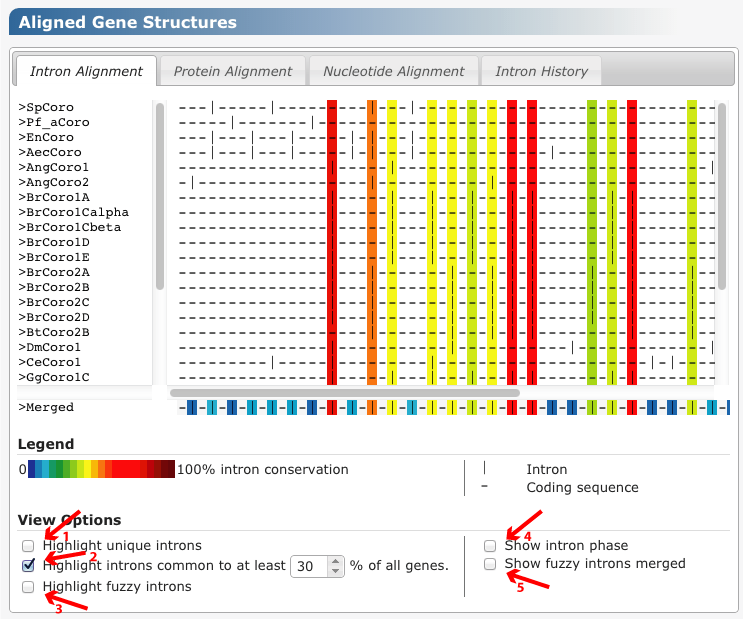 Aligned Gene Structures
Intron Alignment Protein Alignment Nucleotide Alignment Intron History
>SpCoro
>Pf_aCoro
>EnCoro
>AecCoro
>AngCoro1
>AngCoro2
>BrCoro1A
>BrCoro1Calpha
>BrCoro1Cbeta
>BrCoro1D
>BrCoro1E
>BrCoro2A
>BrCoro2B
>BrCoro2C
>BrCoro2D
>BtCoro2B
>DmCoro1
>CeCoro1
>GgCoro1C
>Merged
Legend
0 100% intron conservation
| Intron
- Coding sequence
View Options
1 Highlight unique introns
2 Highlight introns common to at least 30 % of all genes.
Highlight fuzzy introns
3
4
Show intron phase
Show fuzzy introns merged
5